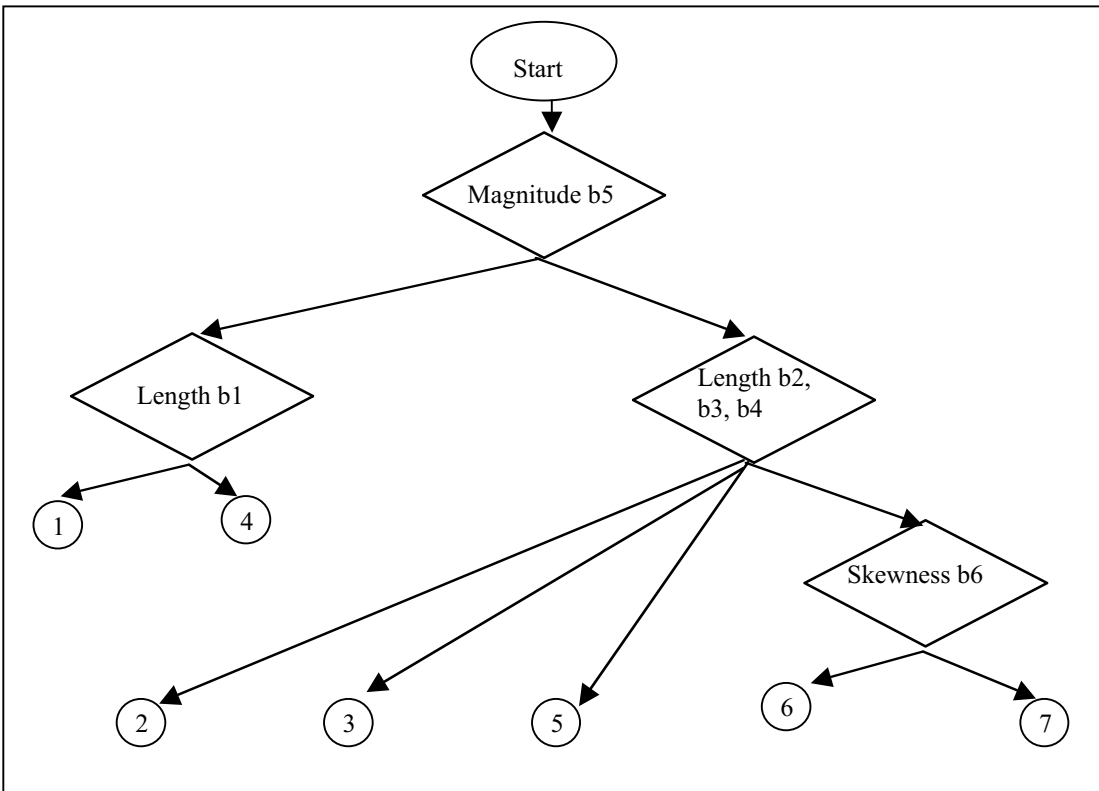 Start
Magnitude b5
Length b1
Length b2,
b3, b4
1
4
Skewness b6
2
3
5
6
7